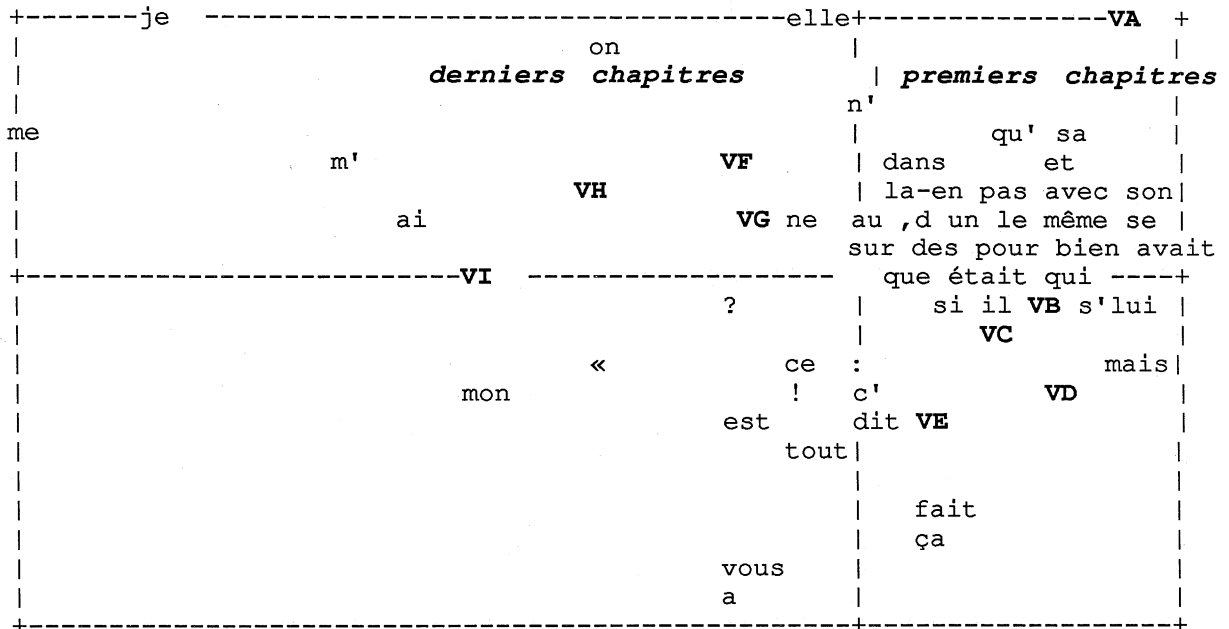 +-------je -----------------------------------elle+---------------VA +
| on | |
| derniers chapitres | premiers chapitres
| n' |
me | qu' sa |
| m' VF | dans et |
| VH | la-en pas avec son|
| ai VG ne au ,d un le même se |
| sur des pour bien avait
+---------------------------VI ------------------- que était qui ----+
| ? | si il VB s'lui |
| | VC |
| « ce : mais|
| mon ! c' VD |
| est dit VE |
| tout| |
| | |
| | fait |
| | ça |
| vous | |
| a | |
+---------------------------------------------------+-------------------+